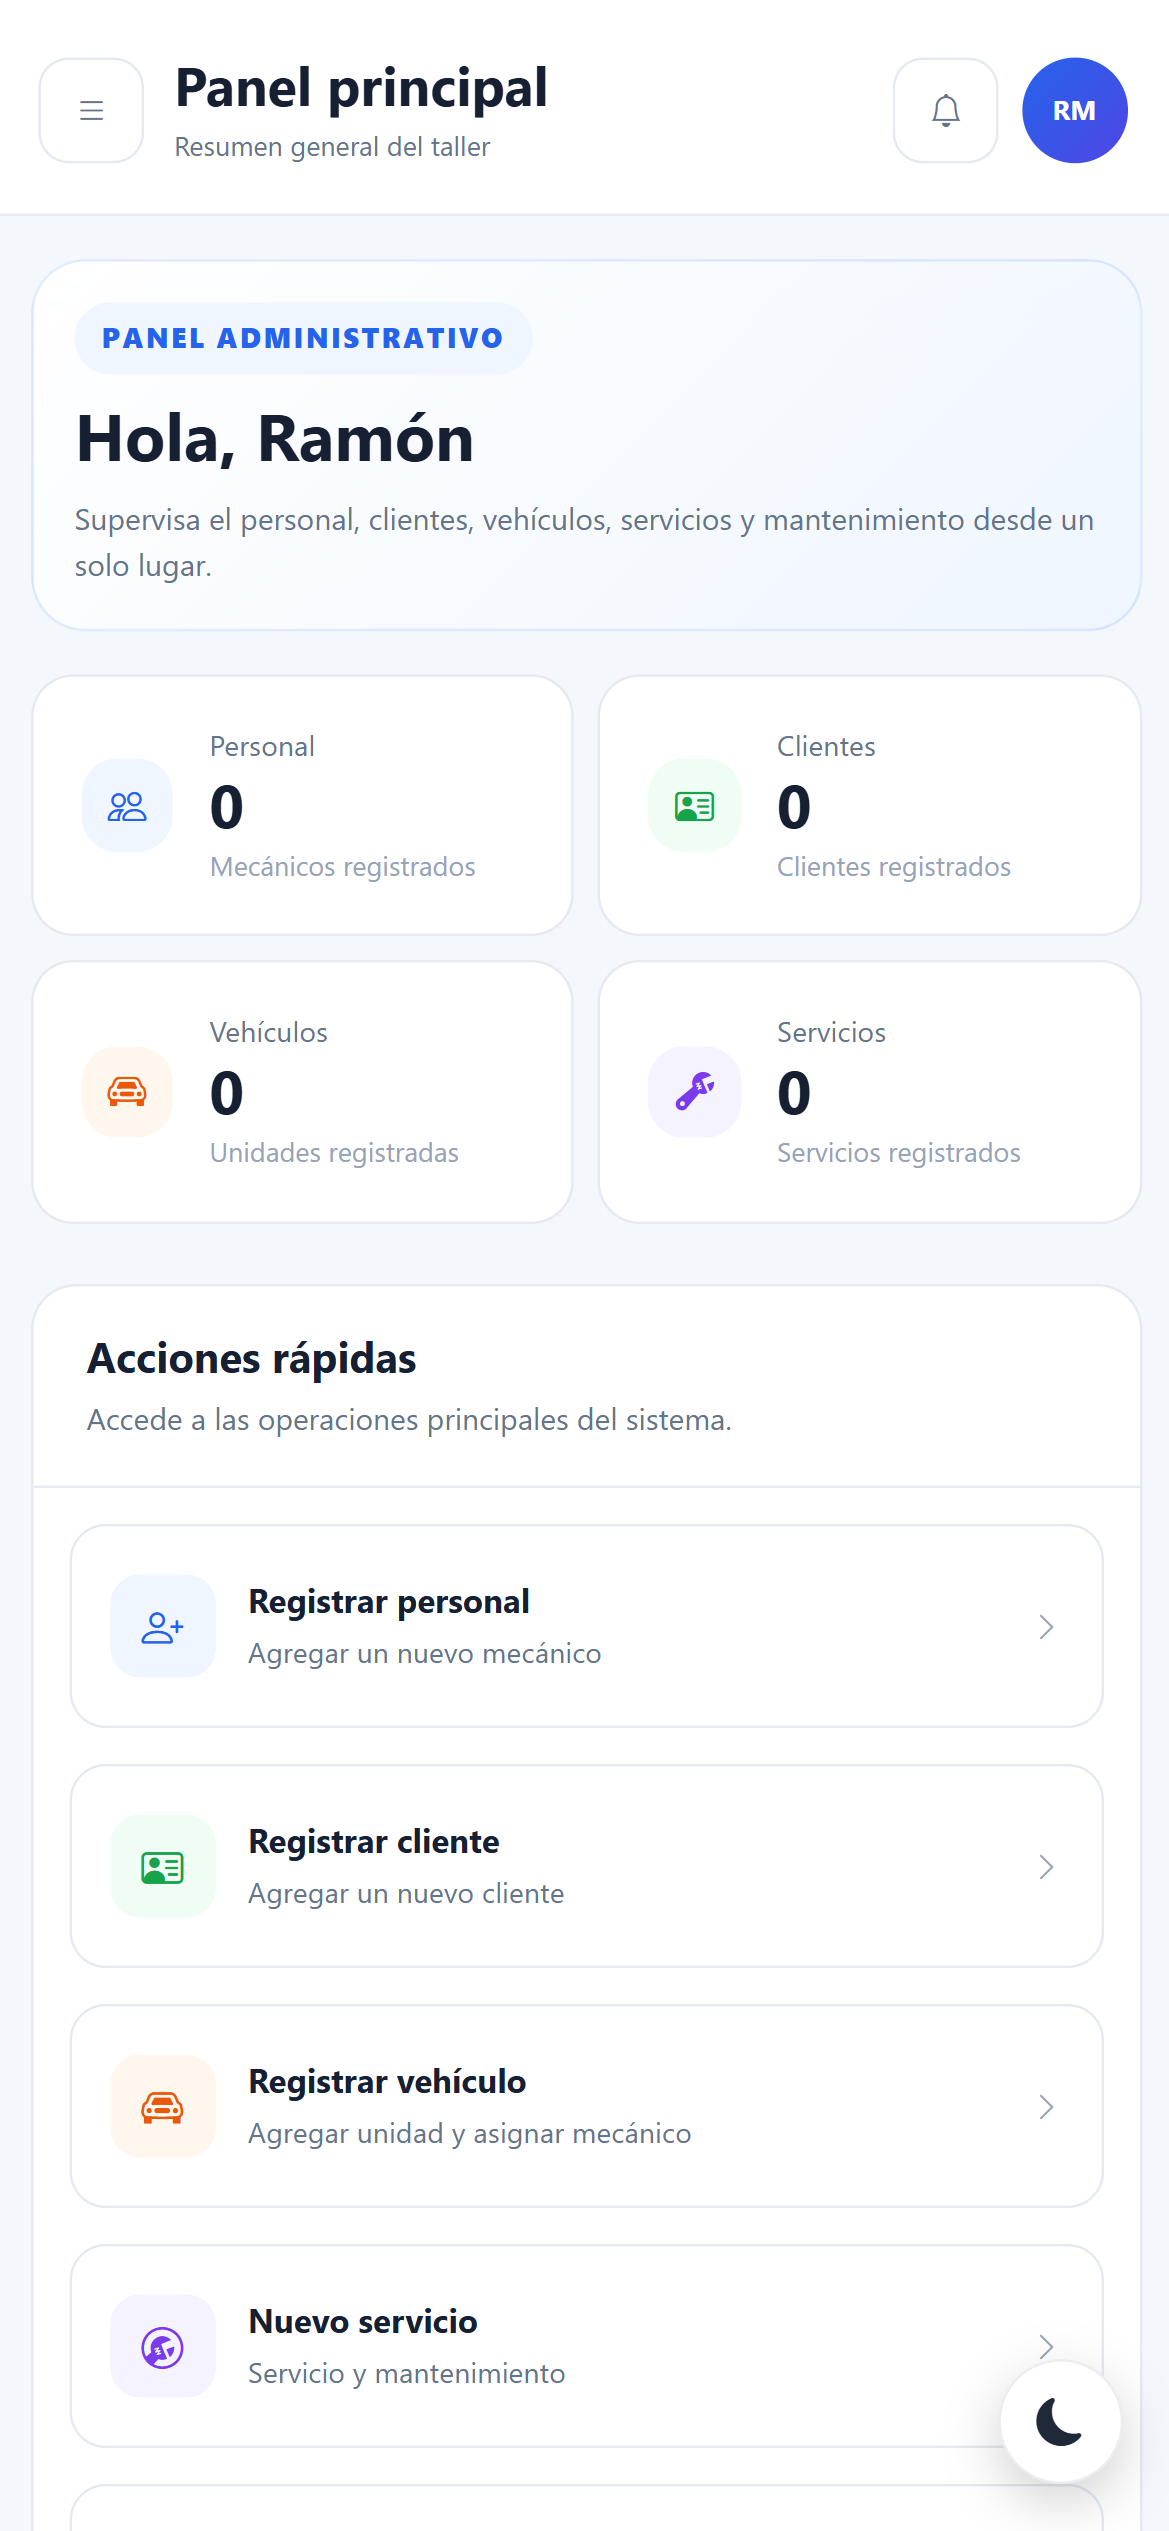 Panel principal
Resumen general del taller
RM
PANEL ADMINISTRATIVO
Hola, Ramón
Supervisa el personal, clientes, vehículos, servicios y mantenimiento desde un
solo lugar.
Personal
0
Mecánicos registrados
Clientes
0
Clientes registrados
Vehículos
0
Unidades registradas
Servicios
0
Servicios registrados
Acciones rápidas
Accede a las operaciones principales del sistema.
Registrar personal
Agregar un nuevo mecánico
Registrar cliente
Agregar un nuevo cliente
Registrar vehículo
Agregar unidad y asignar mecánico
Nuevo servicio
Servicio y mantenimiento